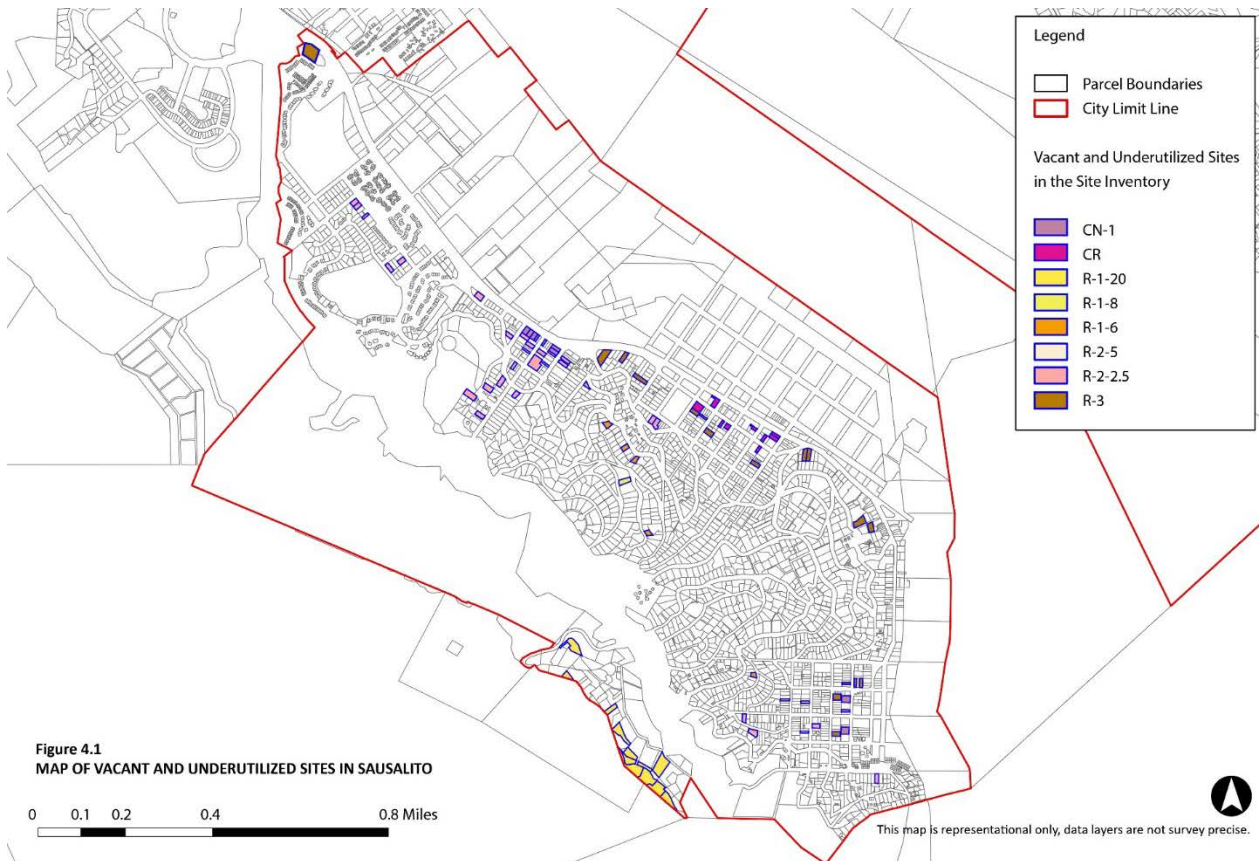 Legend
Parcel Boundaries
City Limit Line
Vacant and Underutilized Sites
in the Site Inventory
CN-1
CR
R-1-20
R-1-8
R-1-6
R-2-5
R-2-2.5
R-3
Figure 4.1
MAP OF VACANT AND UNDERUTILIZED SITES IN SAUSALITO
0 0.1 0.2 0.4 0.8 Miles
This map is representational only, data layers are not survey precise.